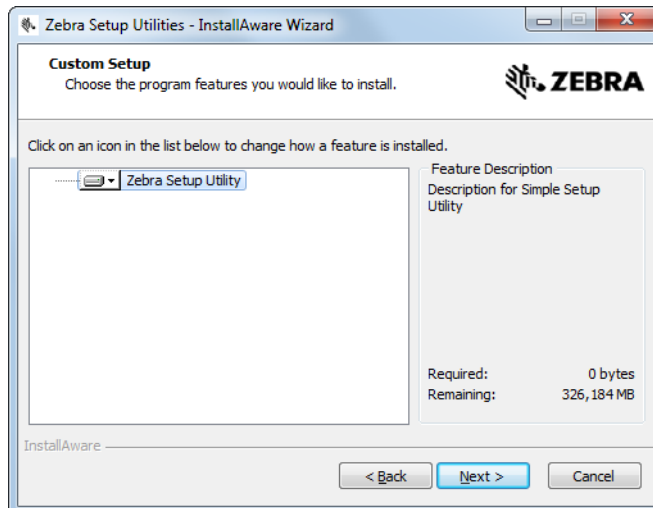 Zebra Setup Utilities - InstallAware Wizard
Custom Setup
Choose the program features you would like to install.
ZEBRA
Click on an icon in the list below to change how a feature is installed.
Zebra Setup Utility
Feature Description
Description for Simple Setup
Utility
Required: 0 bytes
Remaining: 326,184 MB
InstallAware
< Back Next > Cancel